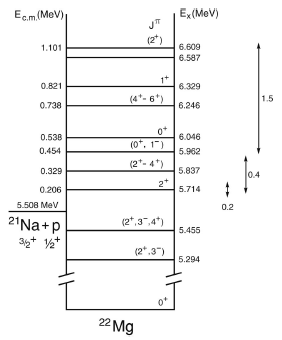 E_c.m.(MeV) J^π E_x(MeV)
1.101 (2⁺) 6.609
6.587
0.821 1⁺ 6.329
0.738 (4⁺- 6⁺) 6.246
1.5
0.538 0⁺ 6.046
0.454 (0⁺, 1⁻) 5.962
0.329 (2⁺- 4⁺) 5.837
0.4
0.206 2⁺ 5.714
0.2
5.508 MeV
²¹Na+p (2⁺.3⁻.4⁺) 5.455
3/2⁺ ½⁺
(2⁺.3⁻) 5.294
0⁺
²²Mg